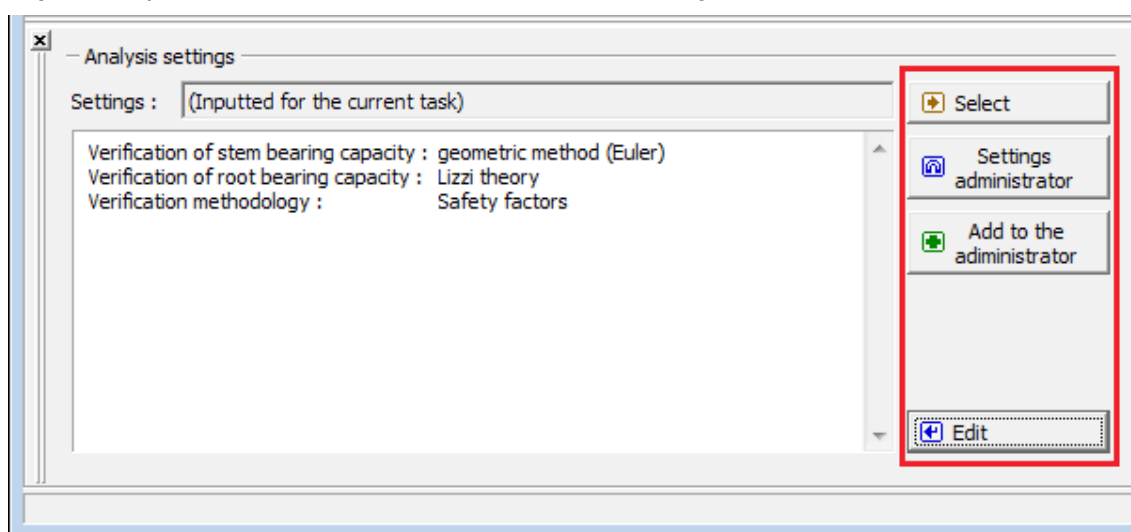 Analysis settings
Settings : (Inputted for the current task)
Select
Verification of stem bearing capacity : geometric method (Euler)
Verification of root bearing capacity : Lizzi theory
Verification methodology : Safety factors
Settings
administrator
Add to the
adiministrator
Edit